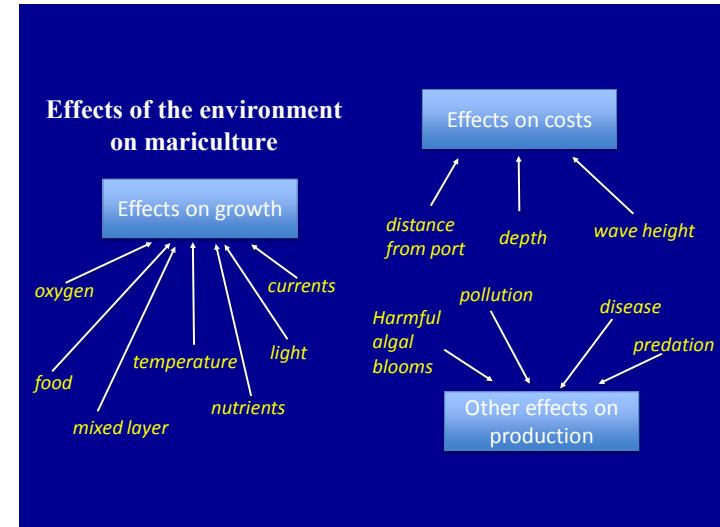 Effects of the environment
on mariculture
Effects on growth
oxygen
currents
food
temperature
light
mixed layer
nutrients
Effects on costs
distance
from port
depth
wave height
Harmful
algal
blooms
pollution
disease
predation
Other effects on
production